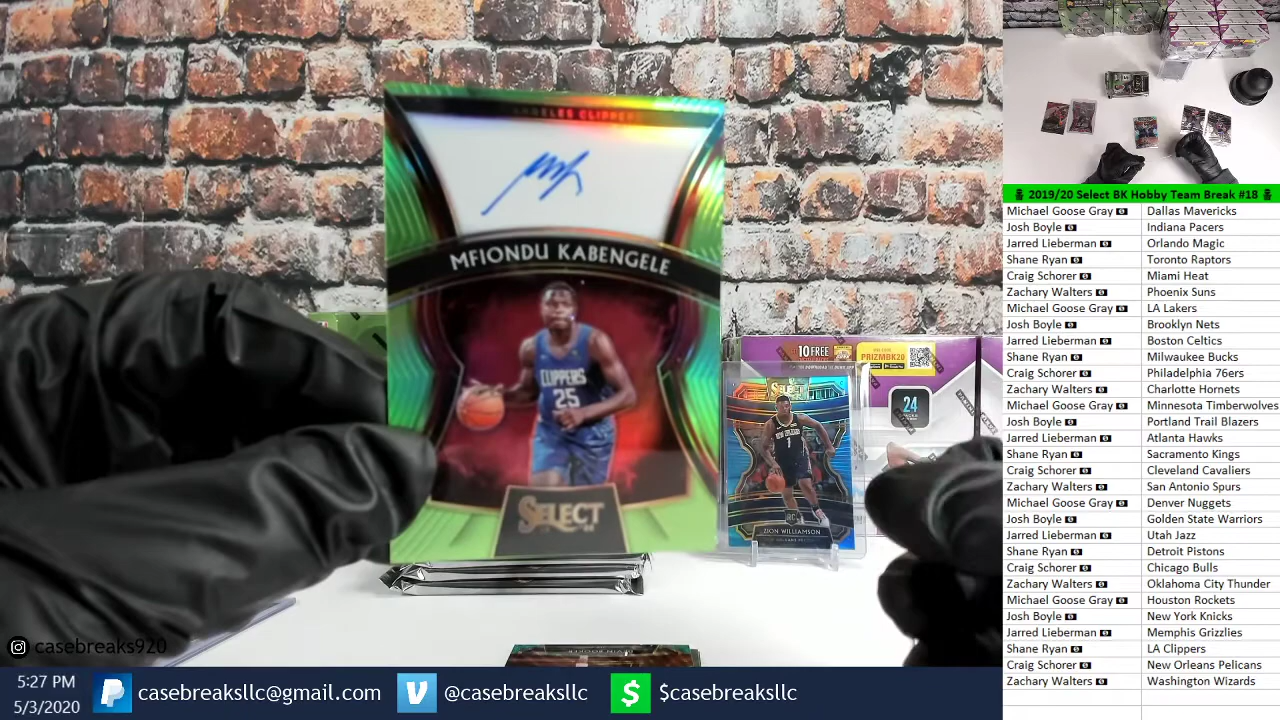 ANGELES CLIPPERS
MFIONDU KABENGELE
CLIPPERS
25
SELECT
10 FREE
PRIZMBK20
24
SELECT
NEW ORLEANS
1
RC
ZION WILLIAMSON
casebreaks920
5:27 PM
5/3/2020
casebreaksllc@gmail.com
@casebreaksllc
$casebreaksllc
2019/20 Select BK Hobby Team Break #18
Michael Goose Gray Dallas Mavericks
Josh Boyle Indiana Pacers
Jarred Lieberman Orlando Magic
Shane Ryan Toronto Raptors
Craig Schorer Miami Heat
Zachary Walters Phoenix Suns
Michael Goose Gray LA Lakers
Josh Boyle Brooklyn Nets
Jarred Lieberman Boston Celtics
Shane Ryan Milwaukee Bucks
Craig Schorer Philadelphia 76ers
Zachary Walters Charlotte Hornets
Michael Goose Gray Minnesota Timberwolves
Josh Boyle Portland Trail Blazers
Jarred Lieberman Atlanta Hawks
Shane Ryan Sacramento Kings
Craig Schorer Cleveland Cavaliers
Zachary Walters San Antonio Spurs
Michael Goose Gray Denver Nuggets
Josh Boyle Golden State Warriors
Jarred Lieberman Utah Jazz
Shane Ryan Detroit Pistons
Craig Schorer Chicago Bulls
Zachary Walters Oklahoma City Thunder
Michael Goose Gray Houston Rockets
Josh Boyle New York Knicks
Jarred Lieberman Memphis Grizzlies
Shane Ryan LA Clippers
Craig Schorer New Orleans Pelicans
Zachary Walters Washington Wizards